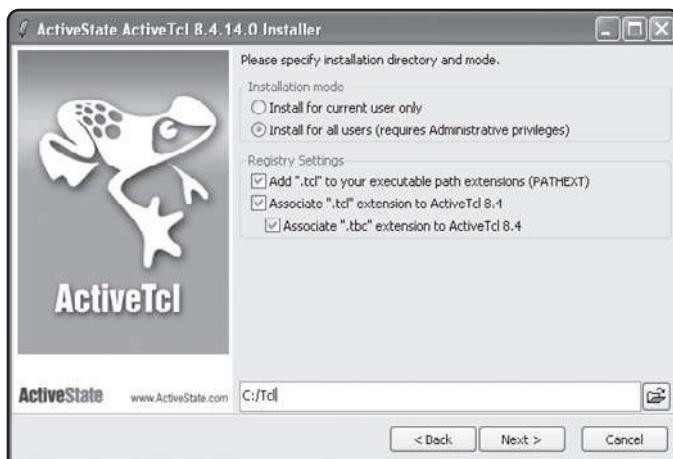 ActiveState ActiveTcl 8.4.14.0 Installer
Please specify installation directory and mode.
Installation mode
Install for current user only
Install for all users (requires Administrative privileges)
Registry Settings
Add ".tcl" to your executable path extensions (PATHEXT)
Associate ".tcl" extension to ActiveTcl 8.4
Associate ".tbc" extension to ActiveTcl 8.4
ActiveTcl
ActiveState www.ActiveState.com
C:/Tcl
< Back Next > Cancel